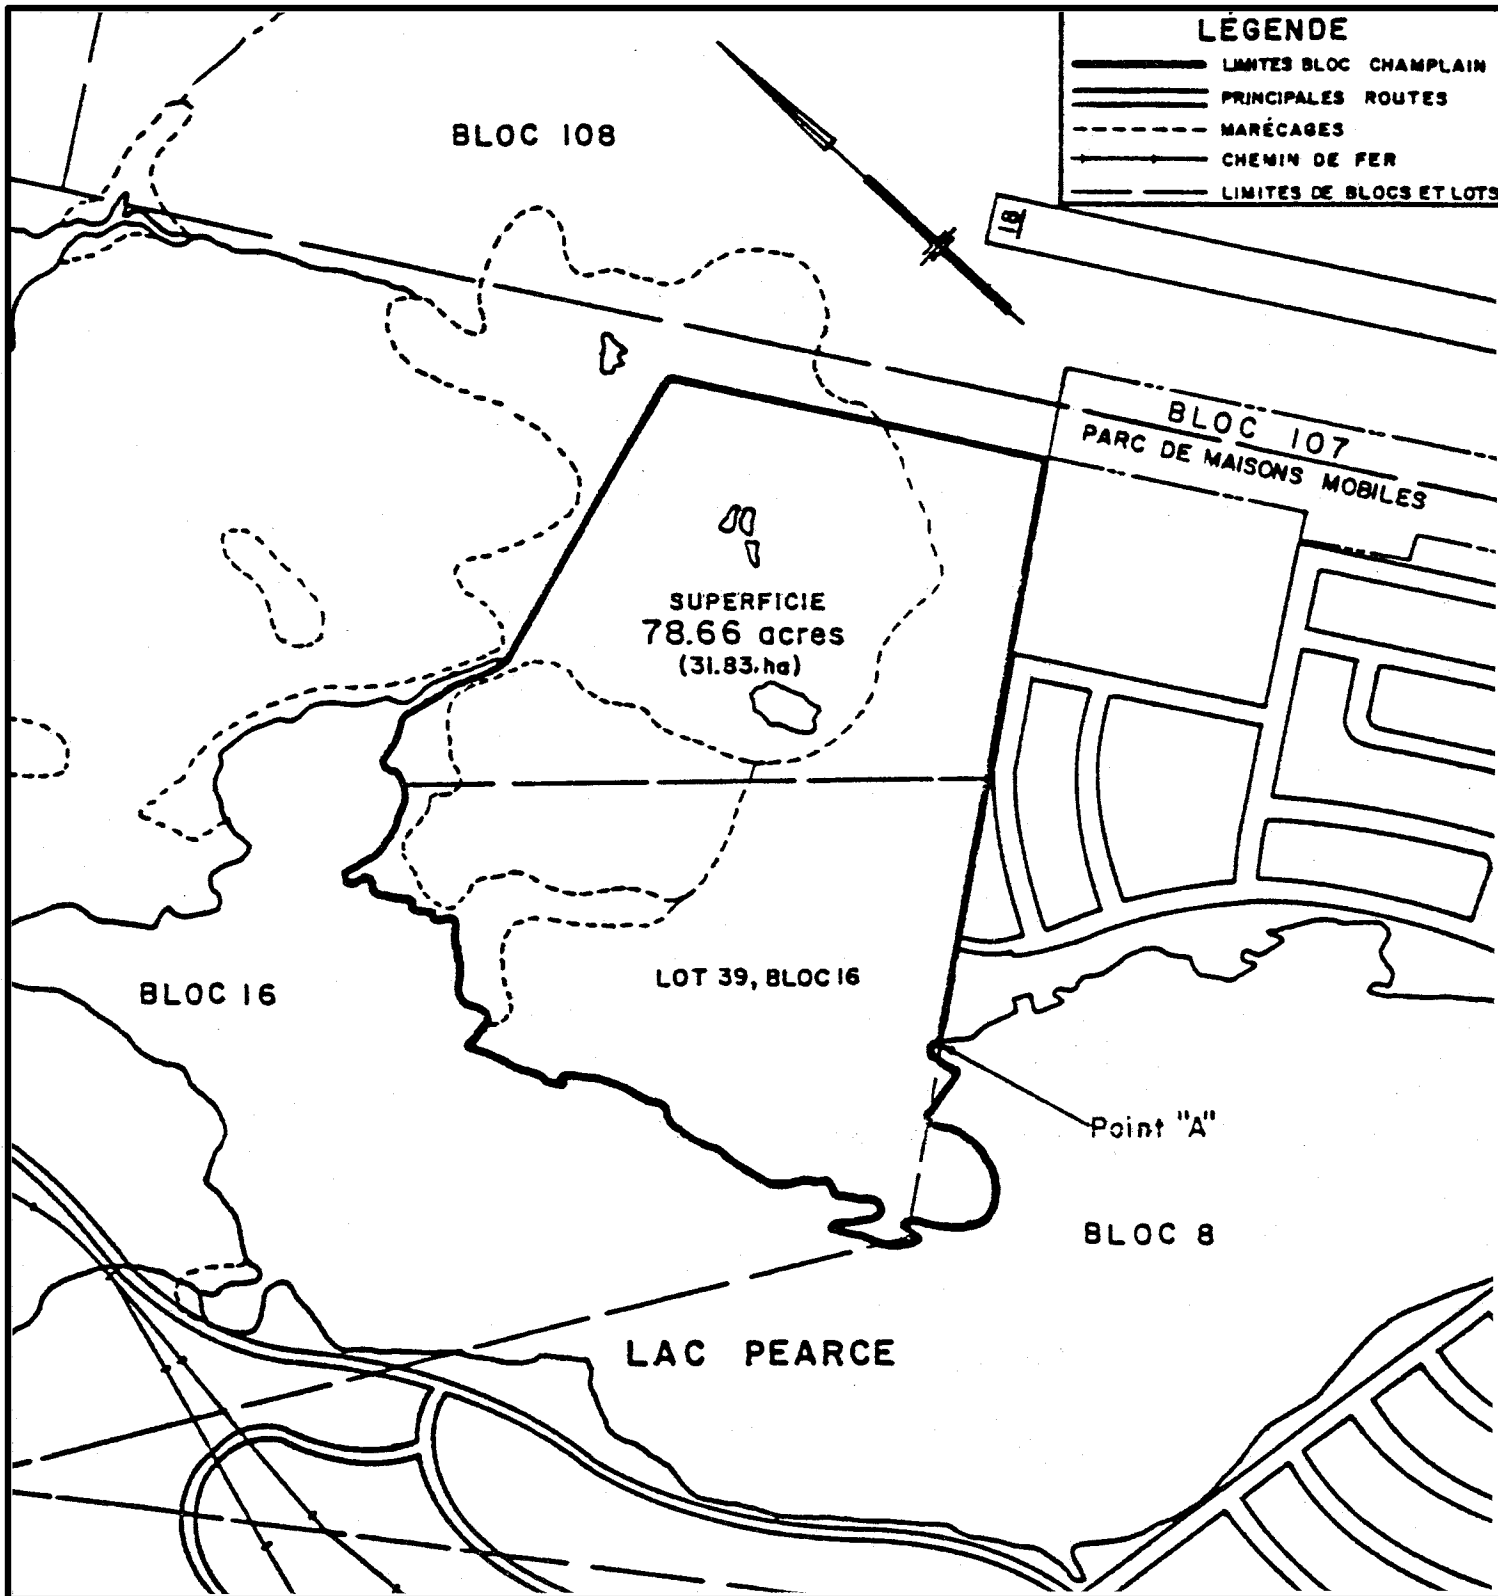 LÉGENDE
LIMITES BLOC CHAMPLAIN
PRINCIPALES ROUTES
MARÉCAGES
CHEMIN DE FER
LIMITES DE BLOCS ET LOTS
BLOC 108
18
BLOC 107
PARC DE MAISONS MOBILES
SUPERFICIE
78.66 acres
(31.83.ha)
LOT 39, BLOC 16
BLOC 16
Point "A"
BLOC 8
LAC PEARCE